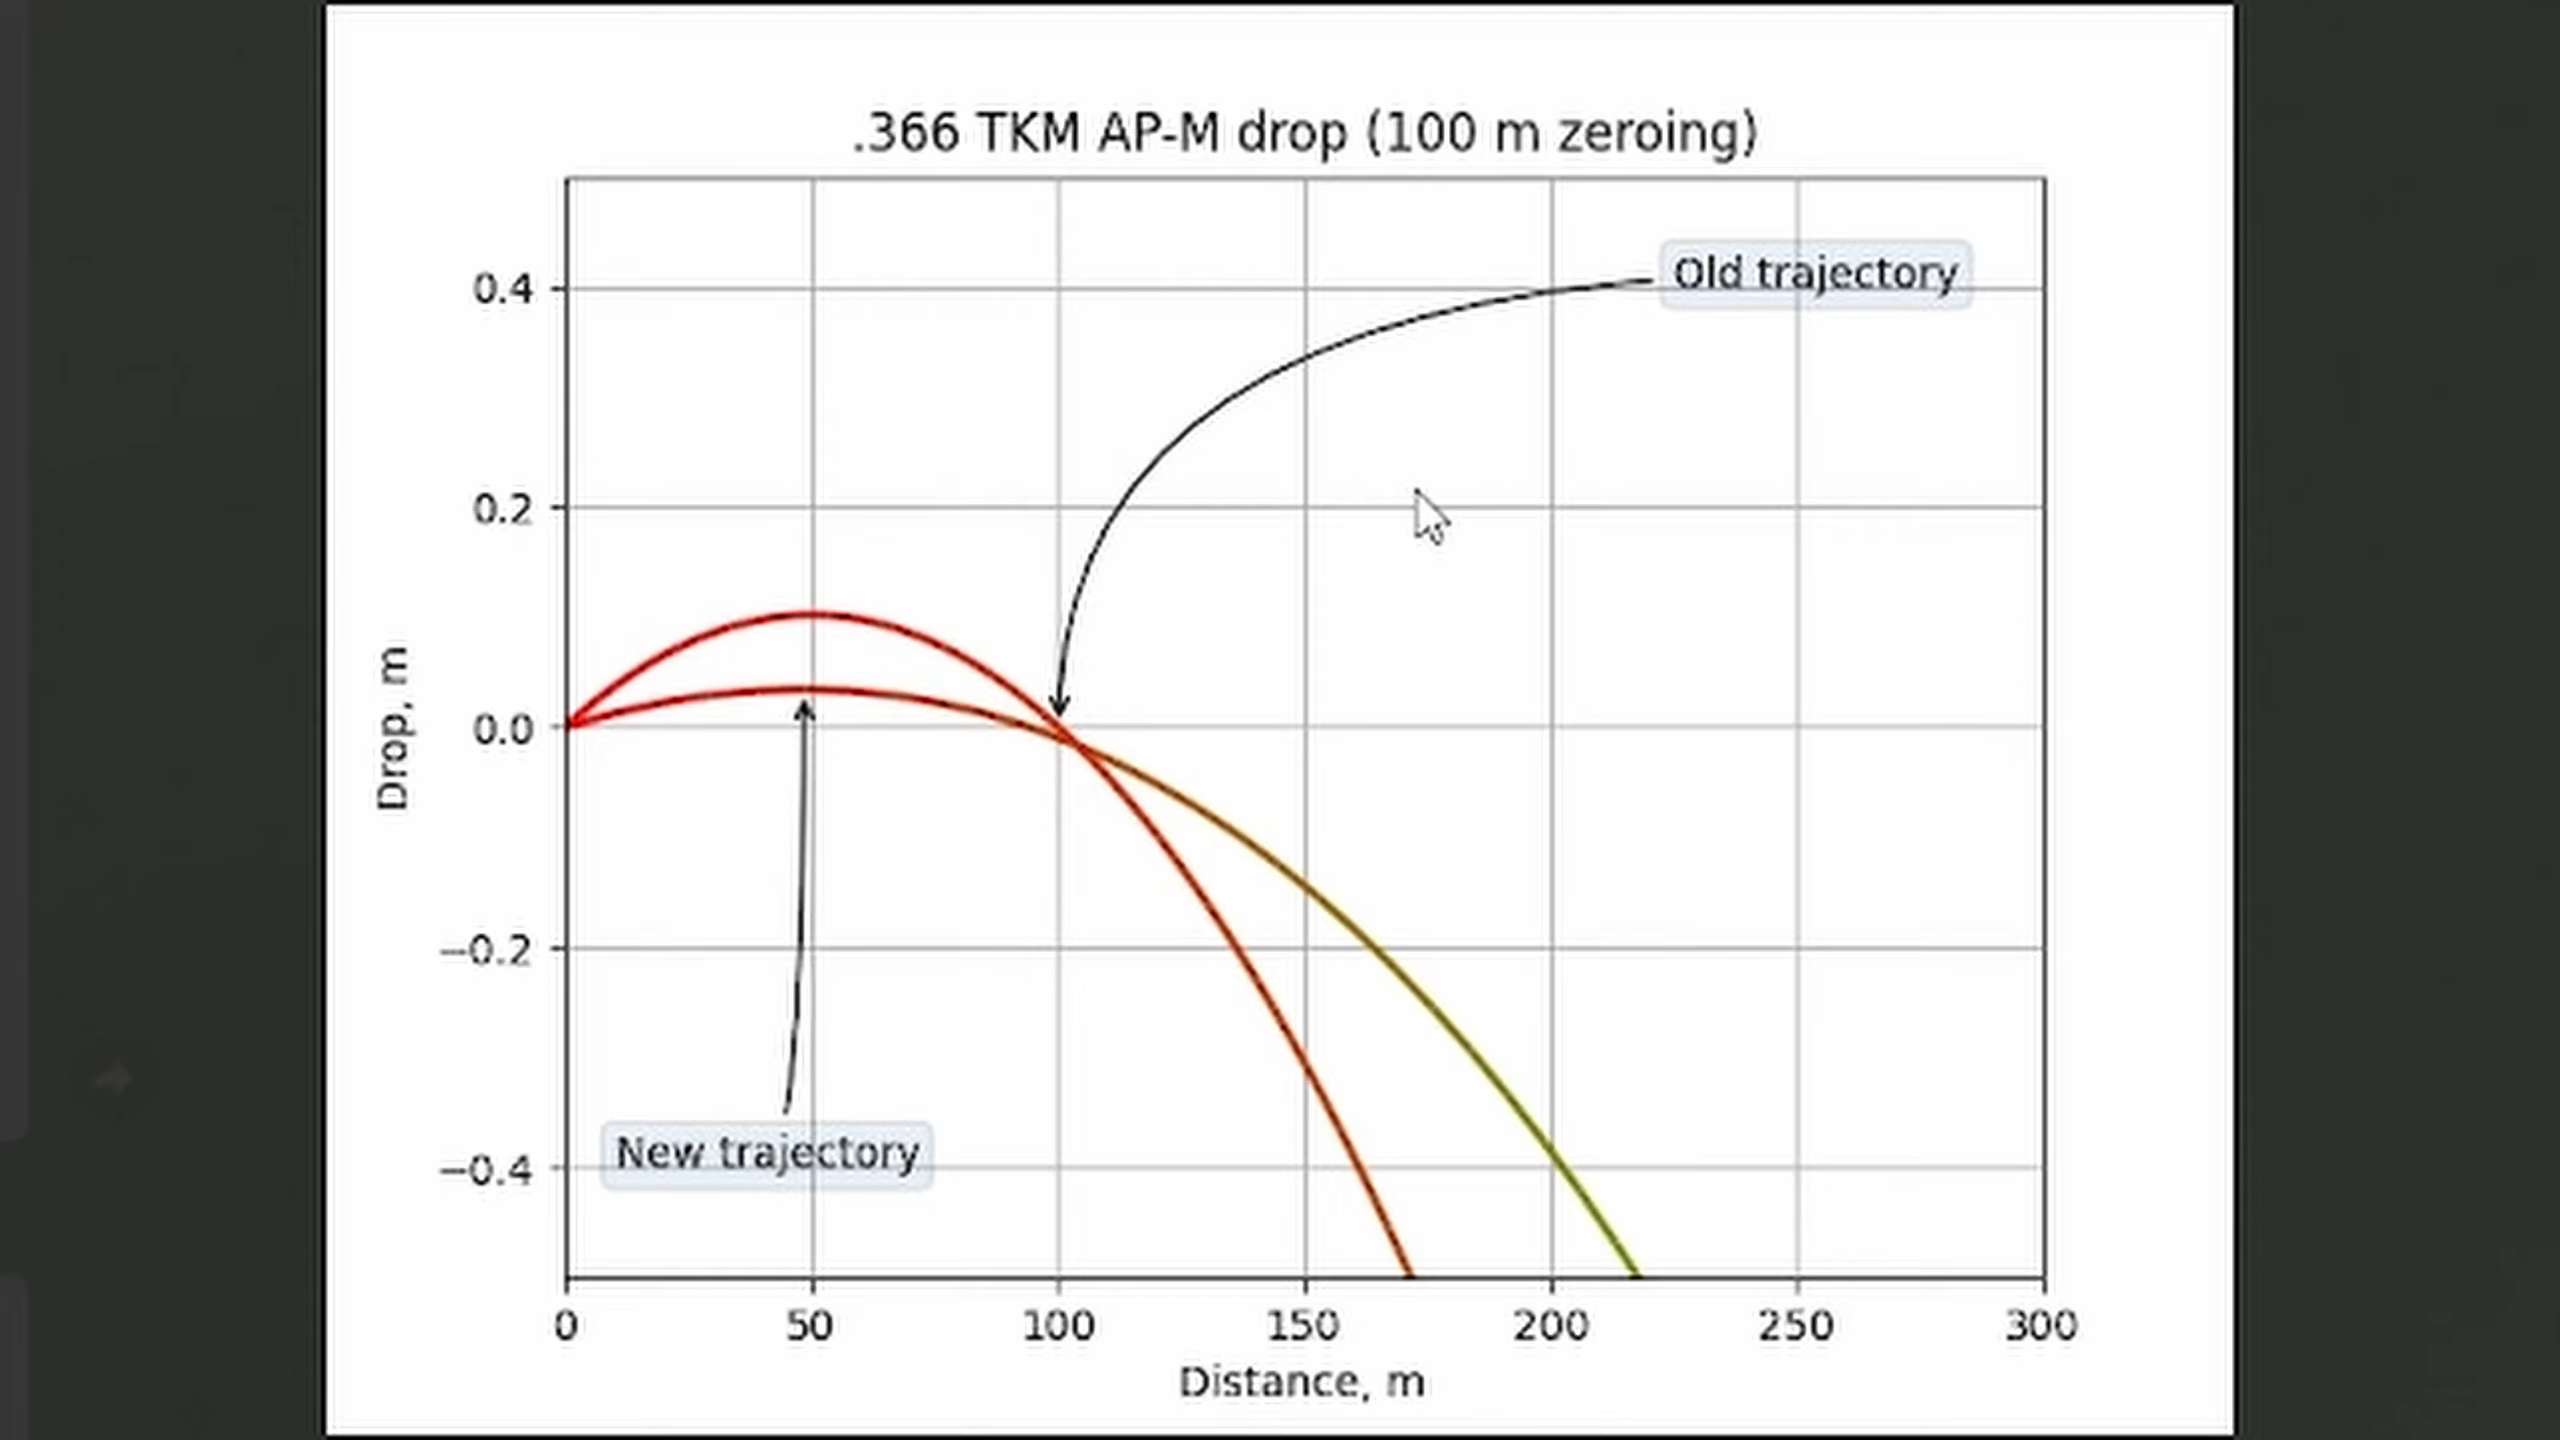 .366 TKM AP-M drop (100 m zeroing)
Old trajectory
New trajectory
Drop, m
0.4
0.2
0.0
−0.2
−0.4
0 50 100 150 200 250 300
Distance, m